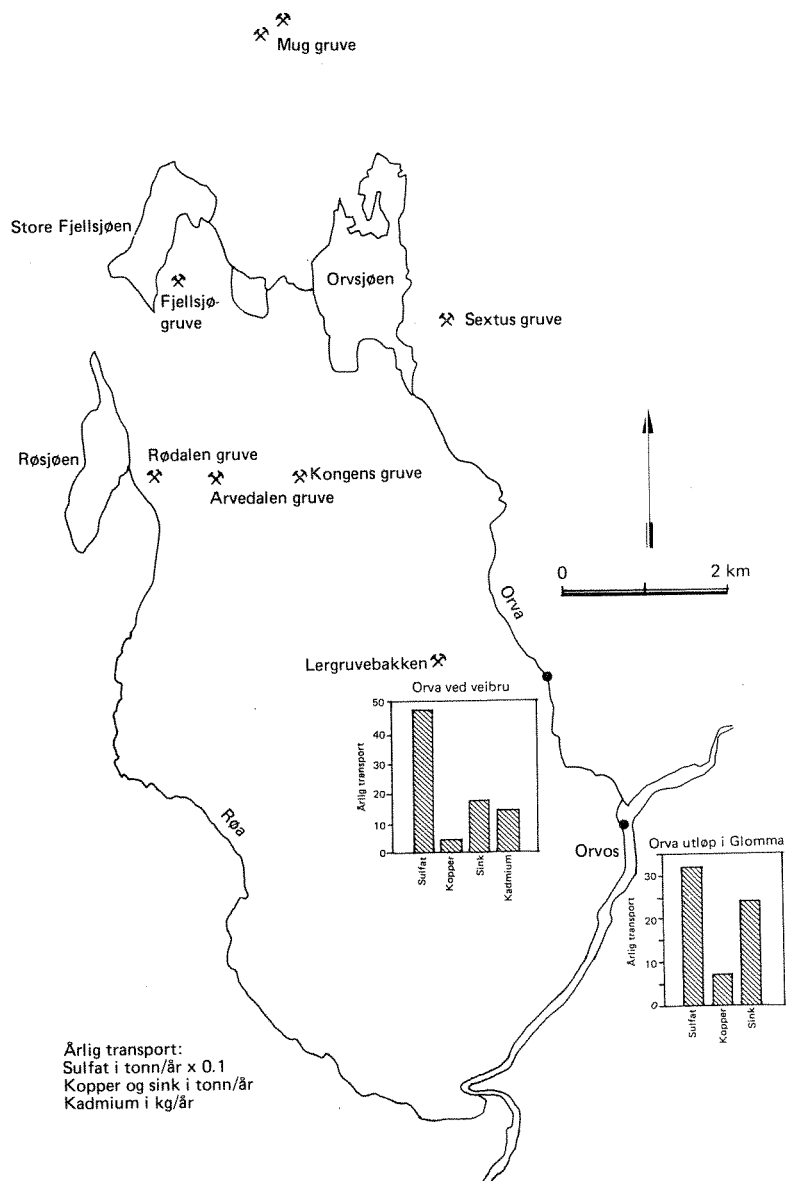 Mug gruve
Store Fjellsjøen
Orvsjøen
Fjellsjø-
gruve
Sextus gruve
Røsjøen
Rødalen gruve
Kongens gruve
Arvedalen gruve
0 2 km
Orva
Lergruvebakken
Orva ved veibru
50
40
30
20
10
0
Årlig transport
Sulfat
Kopper
Sink
Kadmium
Røa
Orvos
Orva utløp i Glomma
30
20
10
0
Årlig transport
Sulfat
Kopper
Sink
Årlig transport:
Sulfat i tonn/år x 0.1
Kopper og sink i tonn/år
Kadmium i kg/år